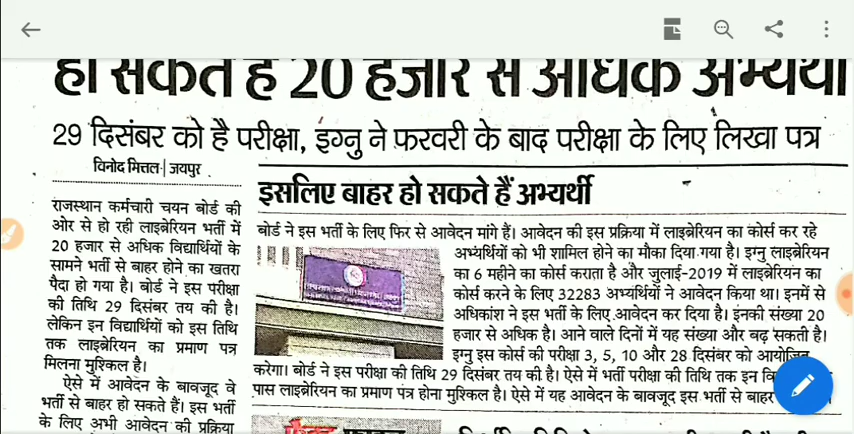 हो सकते हैं 20 हजार से अधिक अभ्यर्थी
29 दिसंबर को है परीक्षा, इग्नु ने फरवरी के बाद परीक्षा के लिए लिखा पत्र
विनोद मित्तल | जयपुर
राजस्थान कर्मचारी चयन बोर्ड की
ओर से हो रही लाइब्रेरियन भर्ती में
20 हजार से अधिक विद्यार्थियों के
सामने भर्ती से बाहर होने का खतरा
पैदा हो गया है। बोर्ड ने इस परीक्षा
की तिथि 29 दिसंबर तय की है।
लेकिन इन विद्यार्थियों को इस तिथि
तक लाइब्रेरियन का प्रमाण पत्र
मिलना मुश्किल है।
ऐसे में आवेदन के बावजूद वे
भर्ती से बाहर हो सकते हैं। इस भर्ती
के लिए अभी आवेदन की प्रक्रिया
इसलिए बाहर हो सकते हैं अभ्यर्थी
बोर्ड ने इस भर्ती के लिए फिर से आवेदन मांगे हैं। आवेदन की इस प्रक्रिया में लाइब्रेरियन का कोर्स कर रहे
अभ्यर्थियों को भी शामिल होने का मौका दिया गया है। इग्नु लाइब्रेरियन
का 6 महीने का कोर्स कराता है और जुलाई-2019 में लाइब्रेरियन का
कोर्स करने के लिए 32283 अभ्यर्थियों ने आवेदन किया था। इनमें से
अधिकांश ने इस भर्ती के लिए आवेदन कर दिया है। इंनकी संख्या 20
हजार से अधिक है। आने वाले दिनों में यह संख्या और बढ़ सकती है।
इग्नु इस कोर्स की परीक्षा 3, 5, 10 और 28 दिसंबर को आयोजित
करेगा। बोर्ड ने इस परीक्षा की तिथि 29 दिसंबर तय की है। ऐसे में भर्ती परीक्षा की तिथि तक इन
पास लाइब्रेरियन का प्रमाण पत्र होना मुश्किल है। ऐसे में यह आवेदन के बावजूद इस भर्ती से बाहर